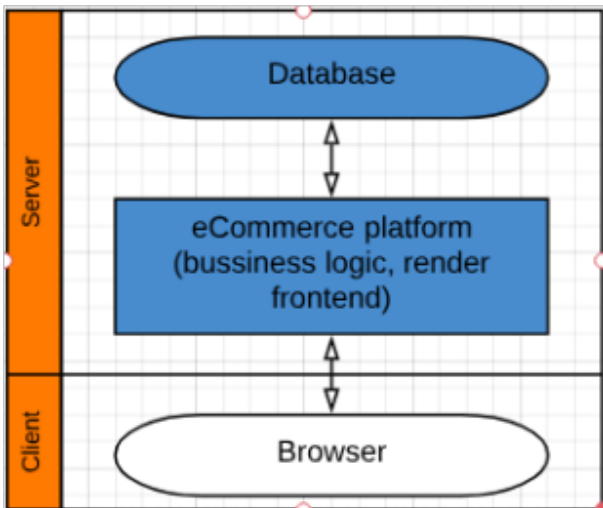 Server
Database
eCommerce platform
(bussiness logic, render
frontend)
Client
Browser